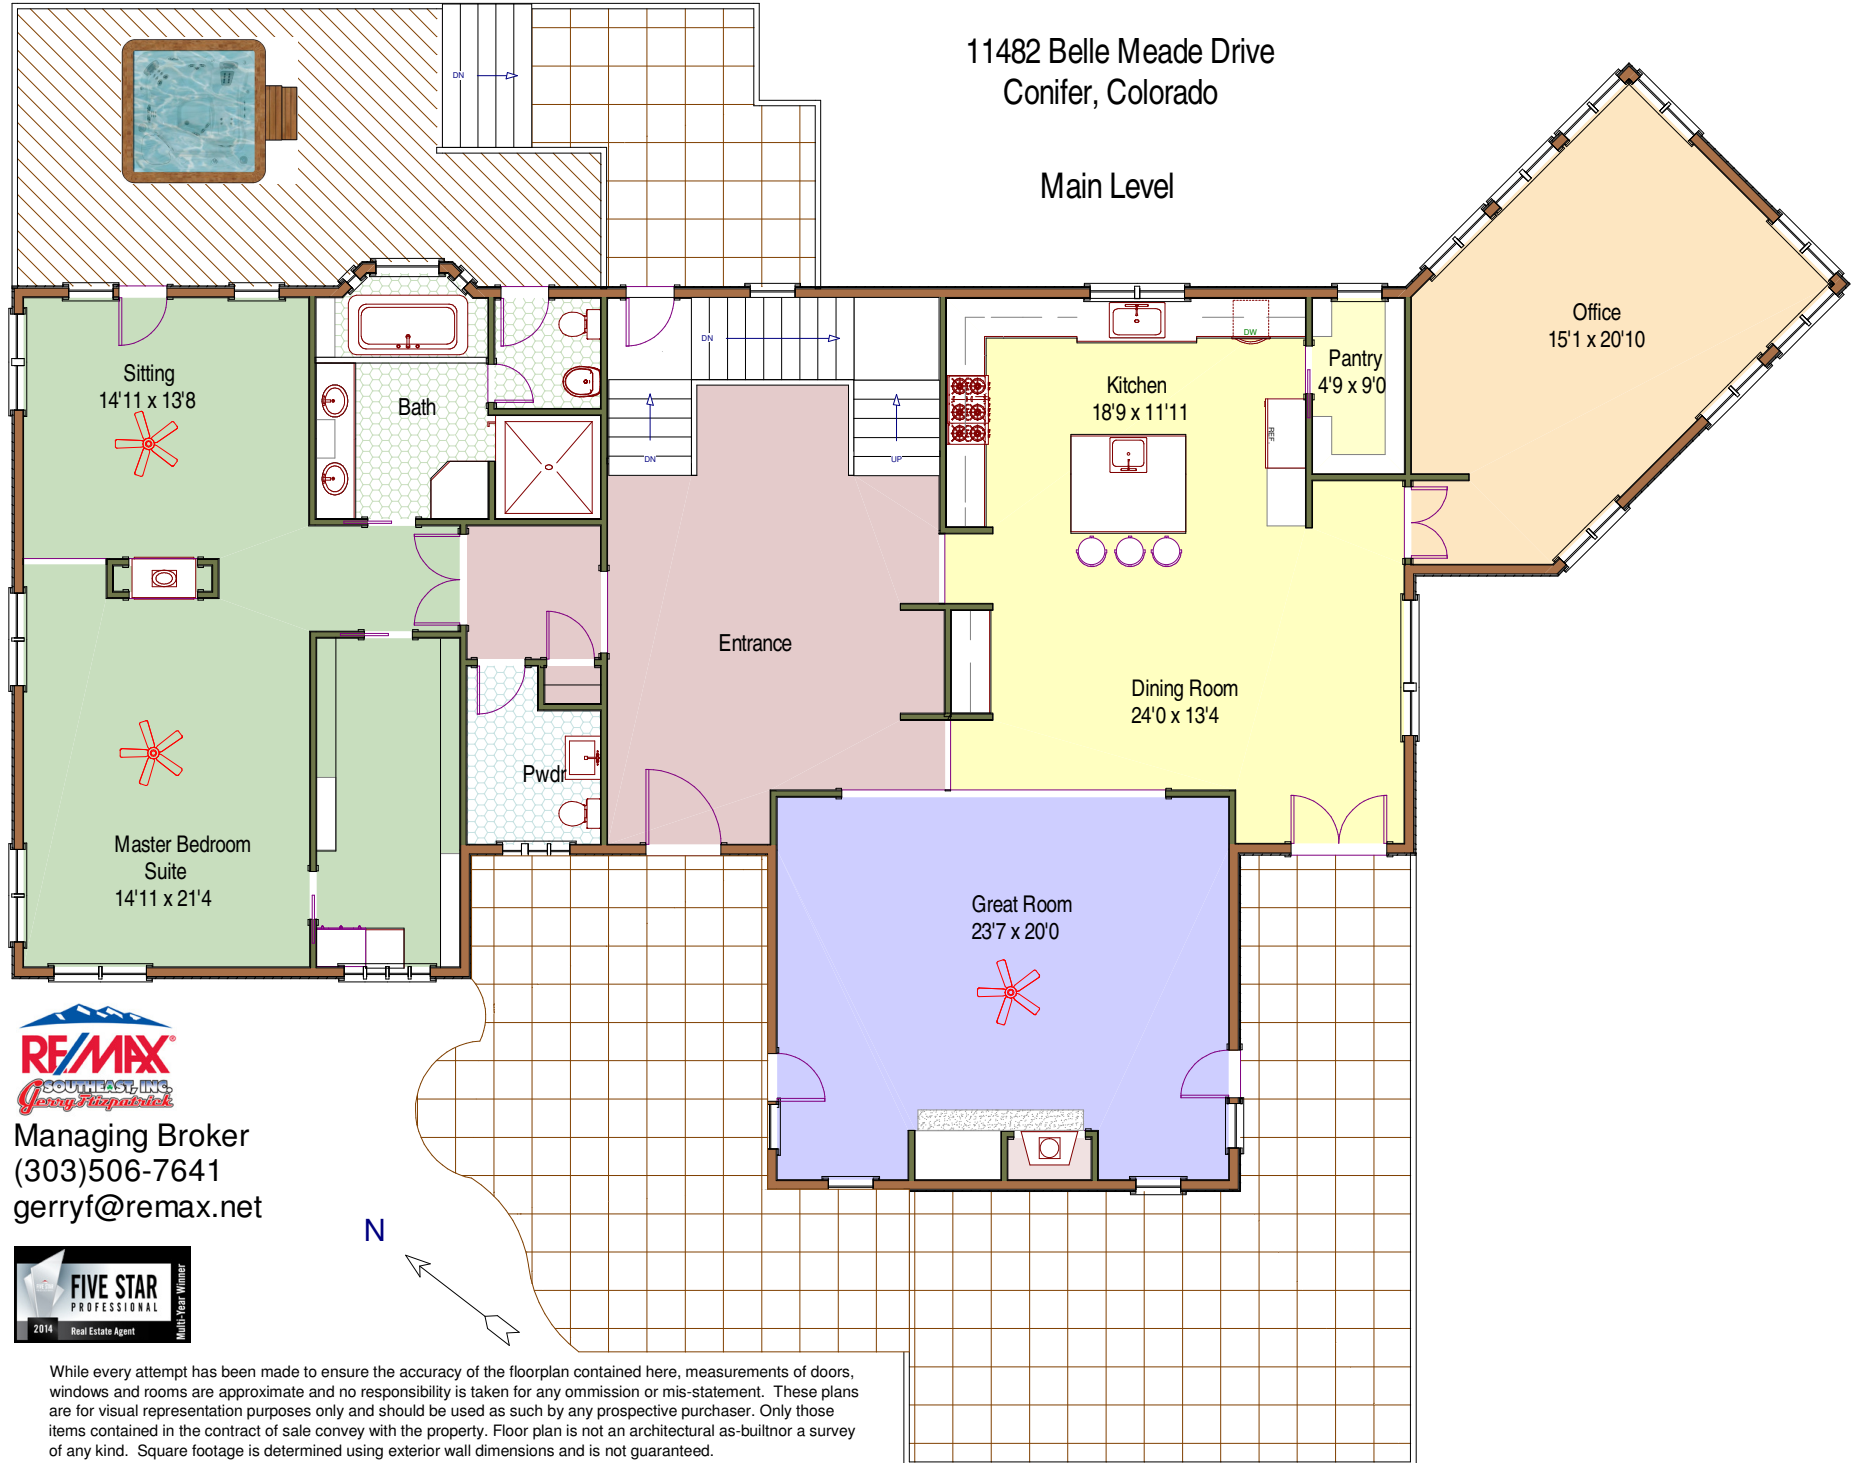 11482 Belle Meade Drive
Conifer, Colorado
Main Level
DN
Office
15'1 x 20'10
DN
DW
Sitting
14'11 x 13'8
Bath
Kitchen
18'9 x 11'11
Pantry
4'9 x 9'0
REF.
DN
UP
Entrance
Dining Room
24'0 x 13'4
Pwdr
Master Bedroom
Suite
14'11 x 21'4
Great Room
23'7 x 20'0
RE/MAX®
SOUTHEAST, INC.
Gerry Fitzpatrick
Managing Broker
(303)506-7641
gerryf@remax.net
N
FIVE STAR
PROFESSIONAL
2014
Real Estate Agent
Multi-Year Winner
While every attempt has been made to ensure the accuracy of the floorplan contained here, measurements of doors,
windows and rooms are approximate and no responsibility is taken for any ommission or mis-statement. These plans
are for visual representation purposes only and should be used as such by any prospective purchaser. Only those
items contained in the contract of sale convey with the property. Floor plan is not an architectural as-builtnor a survey
of any kind. Square footage is determined using exterior wall dimensions and is not guaranteed.